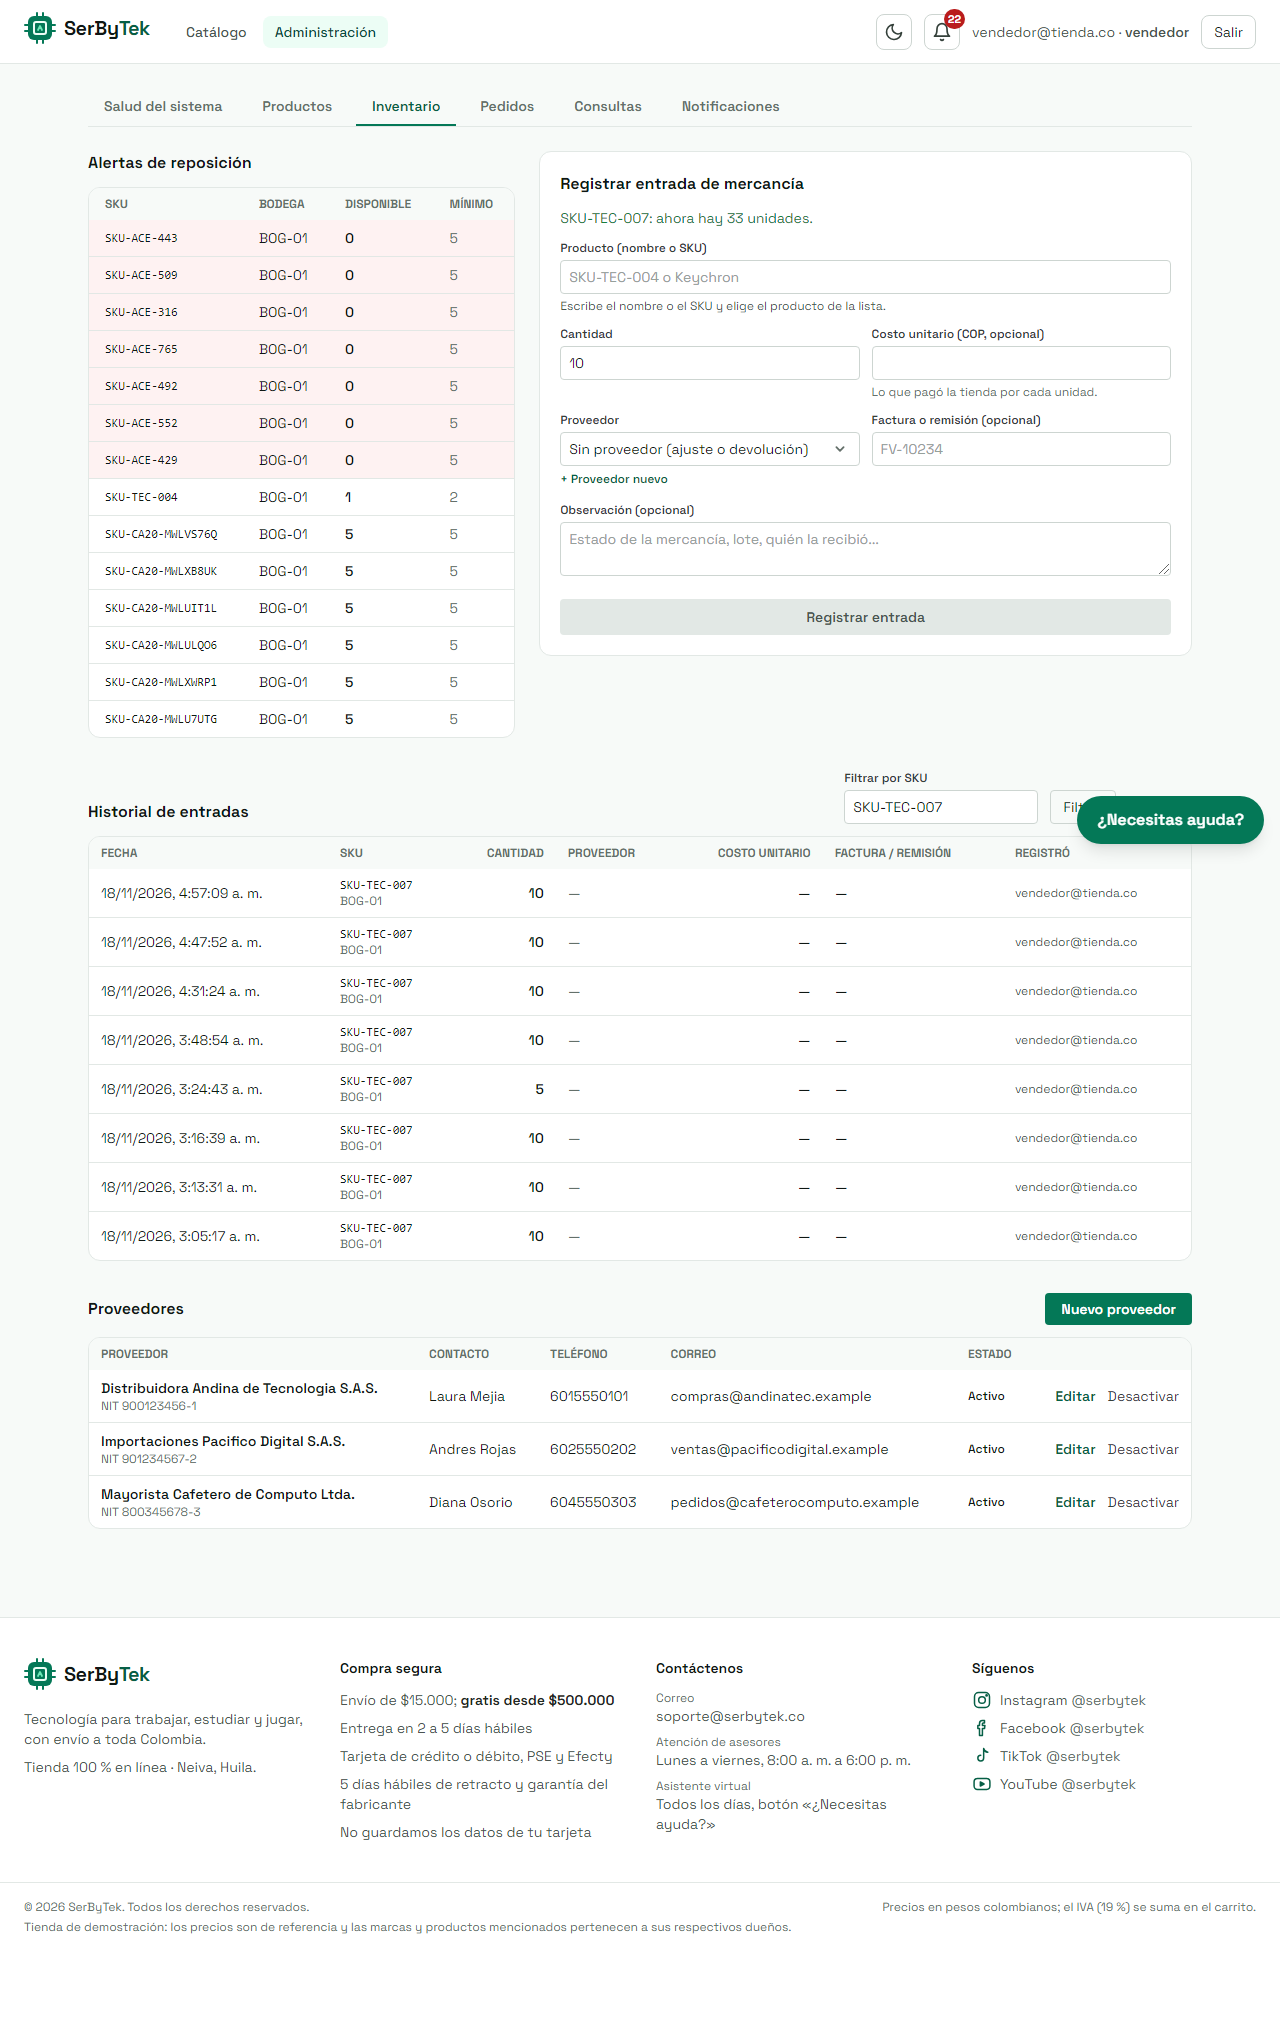 SerByTek
Catálogo
Administración
22
vendedor@tienda.co · vendedor
Salir
Salud del sistema
Productos
Inventario
Pedidos
Consultas
Notificaciones
Alertas de reposición
SKU BODEGA DISPONIBLE MÍNIMO
SKU-ACE-443 BOG-01 0 5
SKU-ACE-509 BOG-01 0 5
SKU-ACE-316 BOG-01 0 5
SKU-ACE-765 BOG-01 0 5
SKU-ACE-492 BOG-01 0 5
SKU-ACE-552 BOG-01 0 5
SKU-ACE-429 BOG-01 0 5
SKU-TEC-004 BOG-01 1 2
SKU-CA20-MWLVS76Q BOG-01 5 5
SKU-CA20-MWLXB8UK BOG-01 5 5
SKU-CA20-MWLUIT1L BOG-01 5 5
SKU-CA20-MWLULQO6 BOG-01 5 5
SKU-CA20-MWLXWRP1 BOG-01 5 5
SKU-CA20-MWLU7UTG BOG-01 5 5
Registrar entrada de mercancía
SKU-TEC-007: ahora hay 33 unidades.
Producto (nombre o SKU)
SKU-TEC-004 o Keychron
Escribe el nombre o el SKU y elige el producto de la lista.
Cantidad
10
Costo unitario (COP, opcional)
Lo que pagó la tienda por cada unidad.
Proveedor
Sin proveedor (ajuste o devolución)
+ Proveedor nuevo
Factura o remisión (opcional)
FV-10234
Observación (opcional)
Estado de la mercancía, lote, quién la recibió...
Registrar entrada
Historial de entradas
Filtrar por SKU
SKU-TEC-007
¿Necesitas ayuda?
FECHA SKU CANTIDAD PROVEEDOR COSTO UNITARIO FACTURA / REMISIÓN REGISTRÓ
18/11/2026, 4:57:09 a. m. SKU-TEC-007 BOG-01 10 — — — vendedor@tienda.co
18/11/2026, 4:47:52 a. m. SKU-TEC-007 BOG-01 10 — — — vendedor@tienda.co
18/11/2026, 4:31:24 a. m. SKU-TEC-007 BOG-01 10 — — — vendedor@tienda.co
18/11/2026, 3:48:54 a. m. SKU-TEC-007 BOG-01 10 — — — vendedor@tienda.co
18/11/2026, 3:24:43 a. m. SKU-TEC-007 BOG-01 5 — — — vendedor@tienda.co
18/11/2026, 3:16:39 a. m. SKU-TEC-007 BOG-01 10 — — — vendedor@tienda.co
18/11/2026, 3:13:31 a. m. SKU-TEC-007 BOG-01 10 — — — vendedor@tienda.co
18/11/2026, 3:05:17 a. m. SKU-TEC-007 BOG-01 10 — — — vendedor@tienda.co
Proveedores
Nuevo proveedor
PROVEEDOR CONTACTO TELÉFONO CORREO ESTADO
Distribuidora Andina de Tecnologia S.A.S. Laura Mejia 6015550101 compras@andinatec.example Activo Editar Desactivar
NIT 900123456-1
Importaciones Pacifico Digital S.A.S. Andres Rojas 6025550202 ventas@pacificodigital.example Activo Editar Desactivar
NIT 901234567-2
Mayorista Cafetero de Computo Ltda. Diana Osorio 6045550303 pedidos@cafeterocomputo.example Activo Editar Desactivar
NIT 800345678-3
SerByTek
Tecnología para trabajar, estudiar y jugar,
con envío a toda Colombia.
Tienda 100 % en línea · Neiva, Huila.
Compra segura
Envío de $15.000; gratis desde $500.000
Entrega en 2 a 5 días hábiles
Tarjeta de crédito o débito, PSE y Efecty
5 días hábiles de retracto y garantía del
fabricante
No guardamos los datos de tu tarjeta
Contáctenos
Correo
soporte@serbytek.co
Atención de asesores
Lunes a viernes, 8:00 a. m. a 6:00 p. m.
Asistente virtual
Todos los días, botón «¿Necesitas
ayuda?»
Síguenos
Instagram @serbytek
Facebook @serbytek
TikTok @serbytek
YouTube @serbytek
© 2026 SerByTek. Todos los derechos reservados.
Precios en pesos colombianos; el IVA (19 %) se suma en el carrito.
Tienda de demostración: los precios son de referencia y las marcas y productos mencionados pertenecen a sus respectivos dueños.